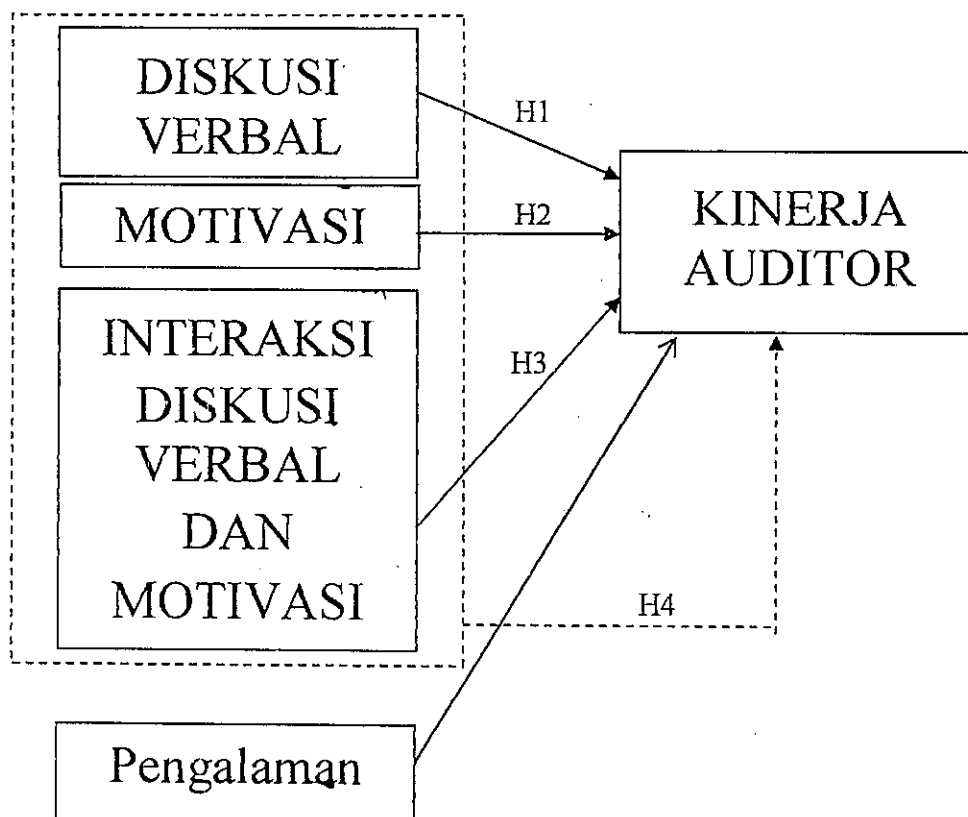 DISKUSI
VERBAL
H1
MOTIVASI
H2
KINERJA
AUDITOR
INTERAKSI
DISKUSI
VERBAL
DAN
MOTIVASI
H3
H4
Pengalaman